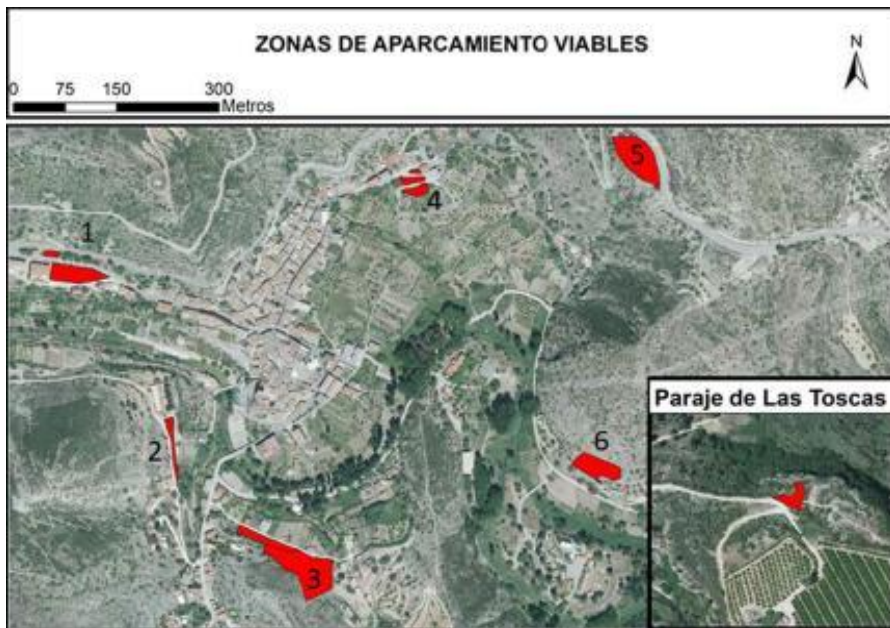 ZONAS DE APARCAMIENTO VIABLES
N
0 75 150 300
Metros
1
4
5
2
6
3
Paraje de Las Toscas